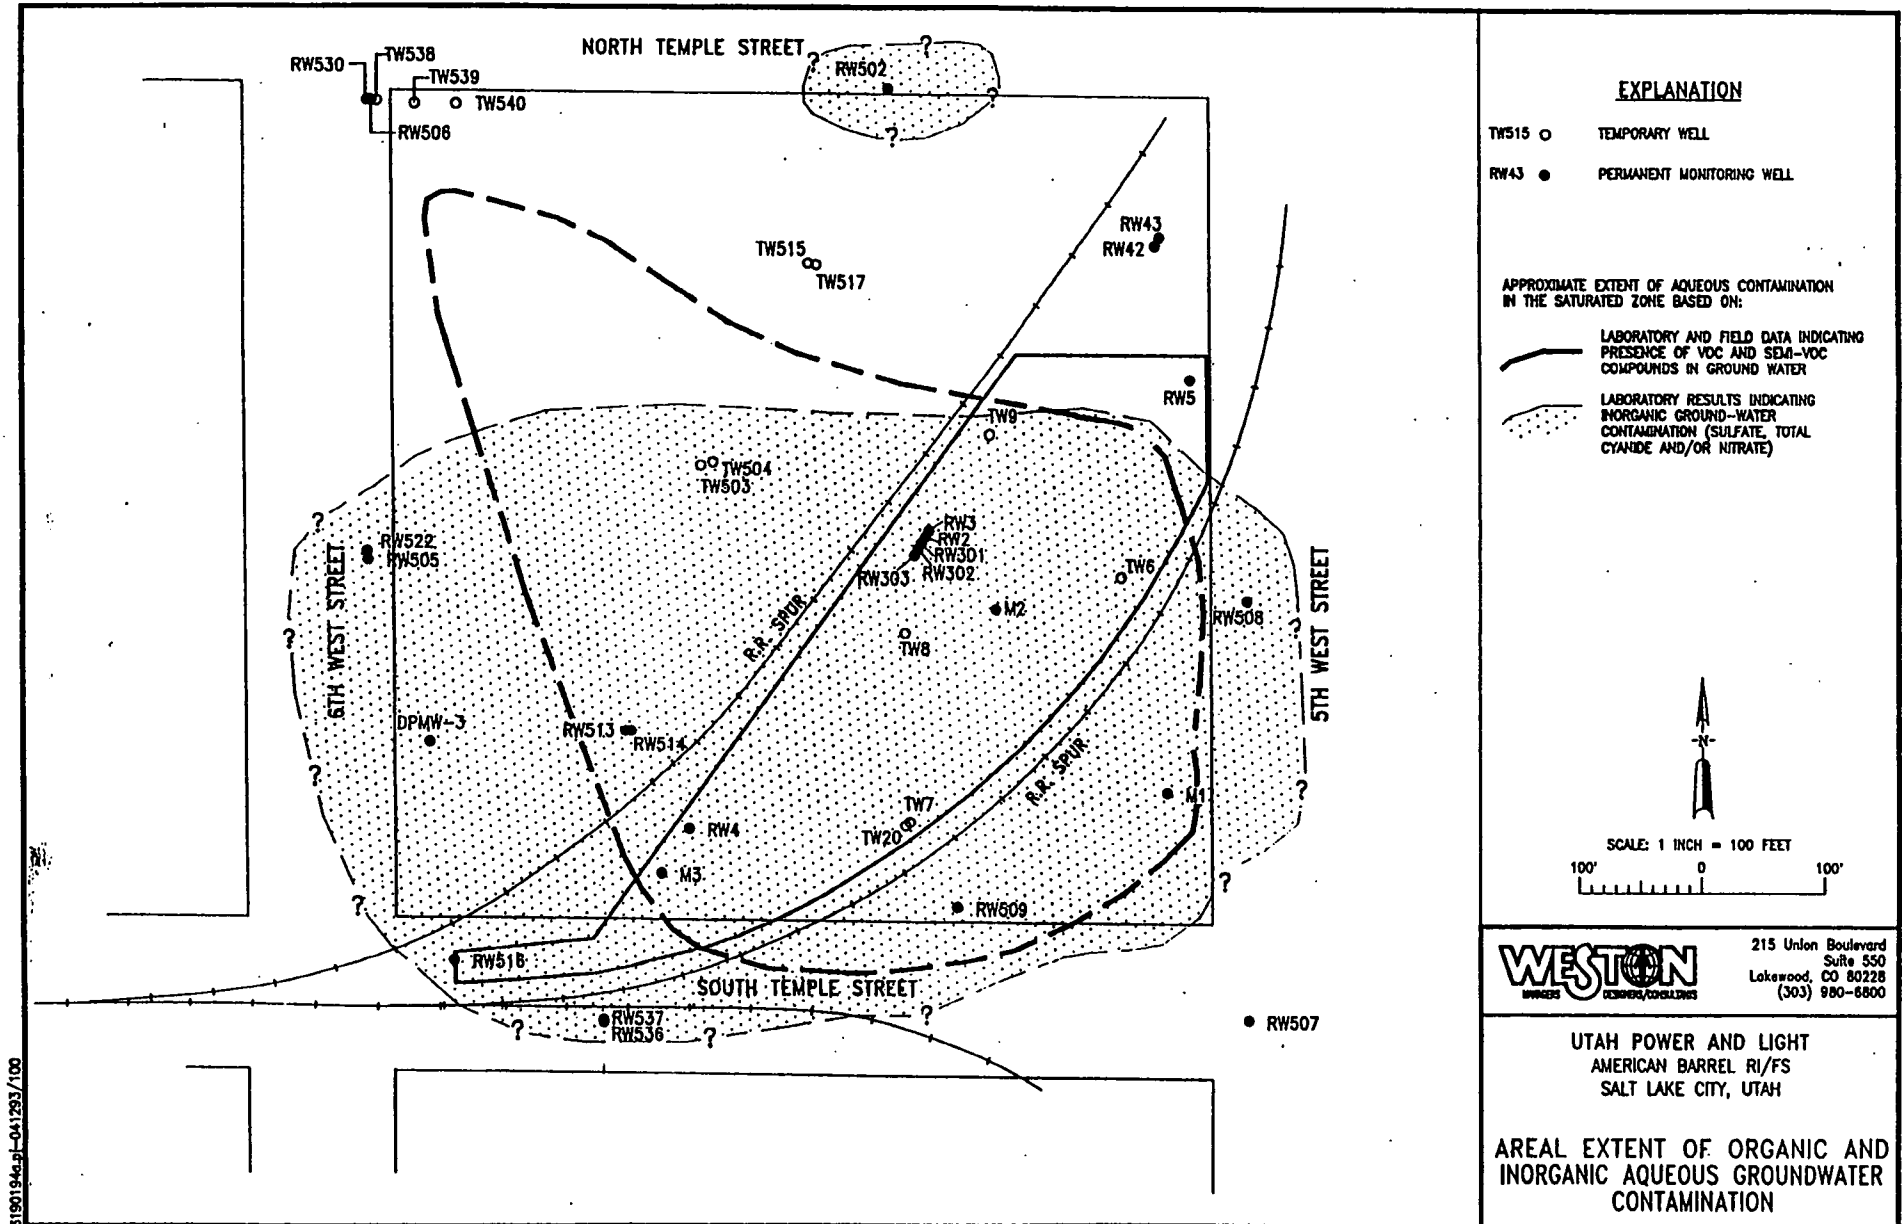 NORTH TEMPLE STREET
RW530
TW538
TW539
TW540
RW506
?
?
RW502
?
?
RW43
RW42
TW515
TW517
RW5
TW9
TW504
TW503
?
RW522
RW505
RW3
RW2
RW301
RW302
RW303
TW6
M2
RW508
TW8
?
?
6TH WEST STREET
5TH WEST STREET
R.R. SPUR
DPMW-3
RW513
RW514
?
R.R. SPUR
?
M1
TW7
TW20
RW4
M3
?
?
RW509
RW516
SOUTH TEMPLE STREET
?
RW537
RW536
?
?
RW507
EXPLANATION
TW515 TEMPORARY WELL
RW43 PERMANENT MONITORING WELL
APPROXIMATE EXTENT OF AQUEOUS CONTAMINATION
IN THE SATURATED ZONE BASED ON:
LABORATORY AND FIELD DATA INDICATING
PRESENCE OF VOC AND SEMI-VOC
COMPOUNDS IN GROUND WATER
LABORATORY RESULTS INDICATING
INORGANIC GROUND-WATER
CONTAMINATION (SULFATE, TOTAL
CYANIDE AND/OR NITRATE)
N
SCALE: 1 INCH = 100 FEET
100' 0 100'
WESTON
MANAGERS DESIGNERS/CONSULTANTS
215 Union Boulevard
Suite 550
Lakewood, CO 80228
(303) 980-6800
UTAH POWER AND LIGHT
AMERICAN BARREL RI/FS
SALT LAKE CITY, UTAH
AREAL EXTENT OF ORGANIC AND
INORGANIC AQUEOUS GROUNDWATER
CONTAMINATION